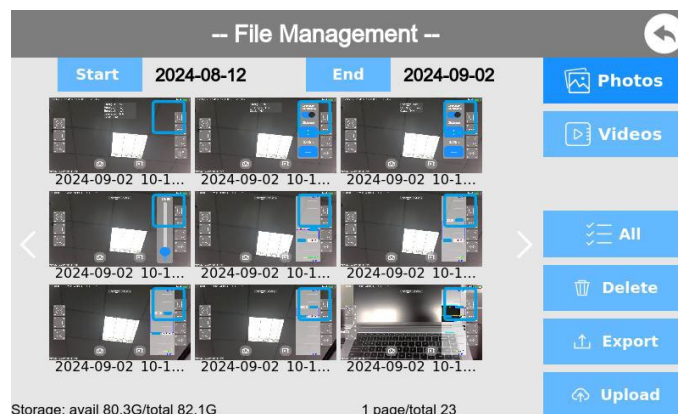 -- File Management --
Start 2024-08-12 End 2024-09-02
Photos
Videos
2024-09-02 10-1... 2024-09-02 10-1... 2024-09-02 10-1...
2024-09-02 10-1... 2024-09-02 10-1... 2024-09-02 10-1...
All
Delete
2024-09-02 10-1... 2024-09-02 10-1... 2024-09-02 10-1...
Export
Upload
Storage: avail 80.3G/total 82.1G 1 page/total 23